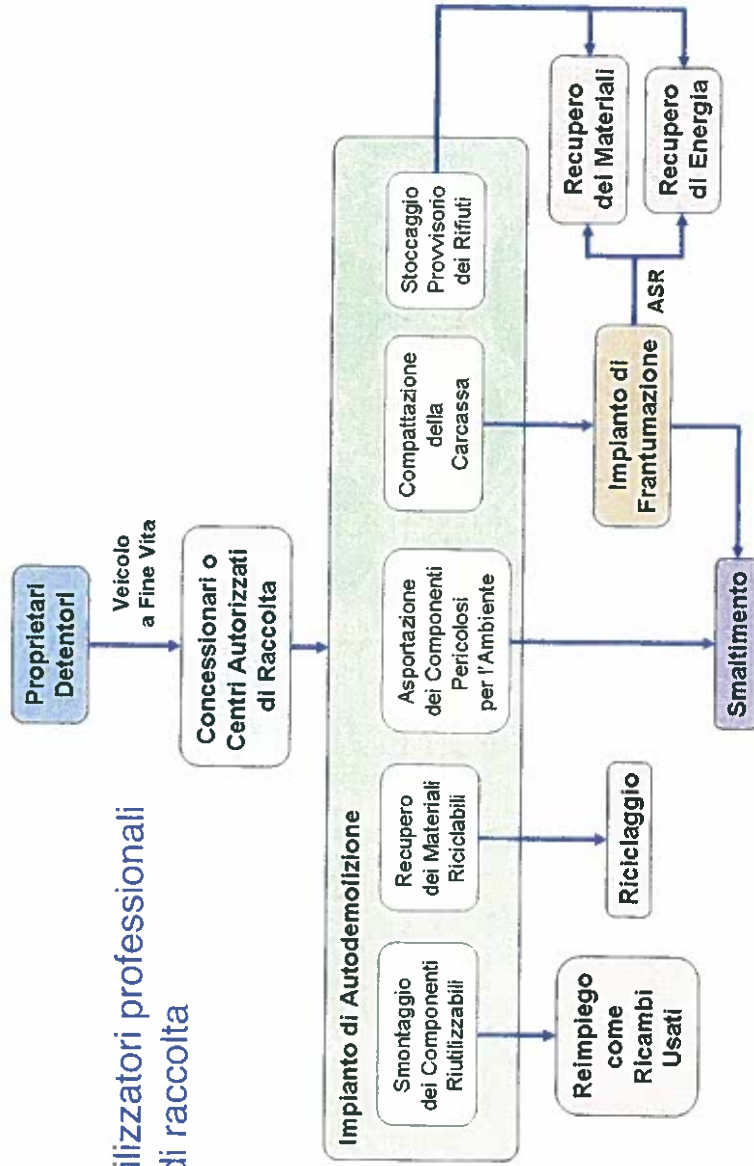 ilizzatori professionali
di raccolta
Proprietari
Detentori
Veicolo
a Fine Vita
Concessionari o
Centri Autorizzati
di Raccolta
Impianto di Autodemolizione
Smontaggio
dei Componenti
Riutilizzabili
Recupero
dei Materiali
Riciclabili
Asportazione
dei Componenti
Pericolosi
per l'Ambiente
Compattazione
della
Carcassa
Stoccaggio
Provvisorio
dei Rifiuti
Reimpiego
come
Ricambi
Usati
Riciclaggio
Smaltimento
Impianto di
Frantumazione
ASR
Recupero
dei Materiali
Recupero
di Energia